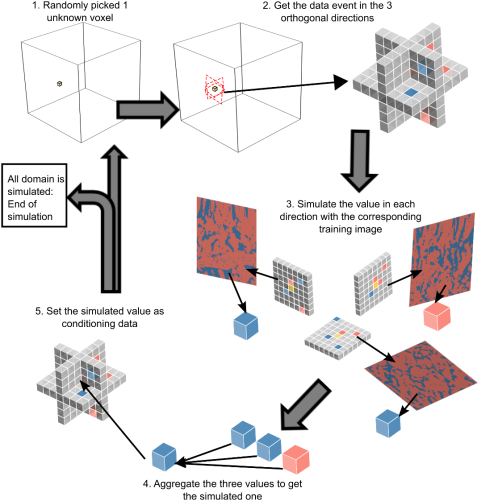 1. Randomly picked 1
unknown voxel
2. Get the data event in the 3
orthogonal directions
All domain is
simulated:
End of
simulation
3. Simulate the value in each
direction with the corresponding
training image
5. Set the simulated value as
conditioning data
4. Aggregate the three values to get
the simulated one